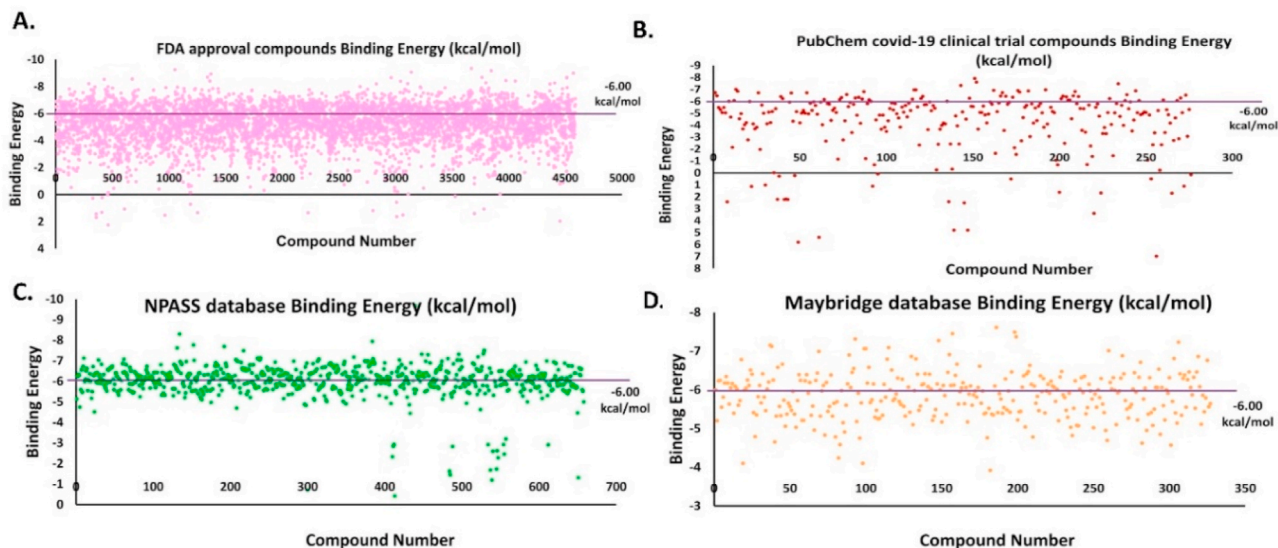 A.
FDA approval compounds Binding Energy (kcal/mol)
-10
-8
-6
-4
-2
0
2
4
0 500 1000 1500 2000 2500 3000 3500 4000 4500 5000
-6.00
kcal/mol
Binding Energy
Compound Number
B.
PubChem covid-19 clinical trial compounds Binding Energy
(kcal/mol)
-9
-8
-7
-6
-5
-4
-3
-2
-1
0
1
2
3
4
5
6
7
8
0 50 100 150 200 250 300
-6.00
kcal/mol
Binding Energy
Compound Number
C.
NPASS database Binding Energy (kcal/mol)
-10
-9
-8
-7
-6
-5
-4
-3
-2
-1
0
0 100 200 300 400 500 600 700
-6.00
kcal/mol
Binding Energy
Compound Number
D.
Maybridge database Binding Energy (kcal/mol)
-8
-7
-6
-5
-4
-3
0 50 100 150 200 250 300 350
-6.00
kcal/mol
Binding Energy
Compound Number